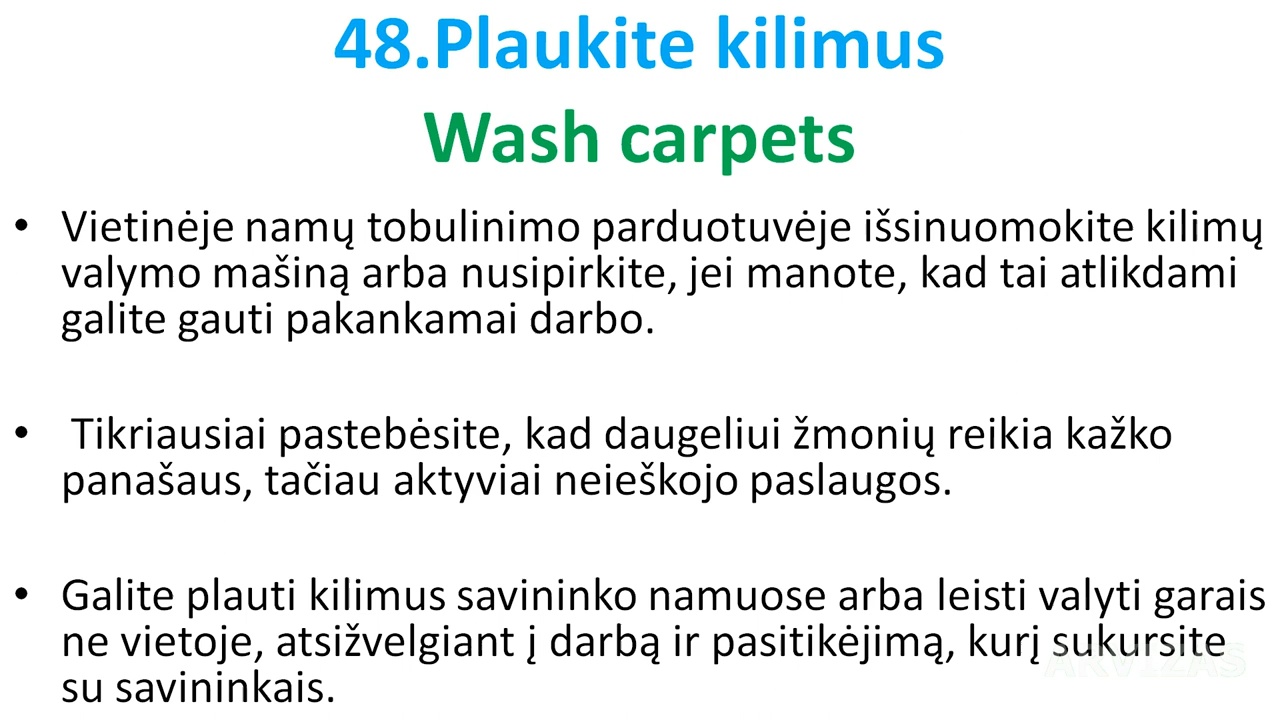 48.Plaukite kilimus
Wash carpets
• Vietinėje namų tobulinimo parduotuvėje išsinuomokite kilimų
valymo mašiną arba nusipirkite, jei manote, kad tai atlikdami
galite gauti pakankamai darbo.
• Tikriausiai pastebėsite, kad daugeliui žmonių reikia kažko
panašaus, tačiau aktyviai neieškojo paslaugos.
• Galite plauti kilimus savininko namuose arba leisti valyti garais
ne vietoje, atsižvelgiant į darbą ir pasitikėjimą, kurį sukursite
su savininkais.
ARVIZAS